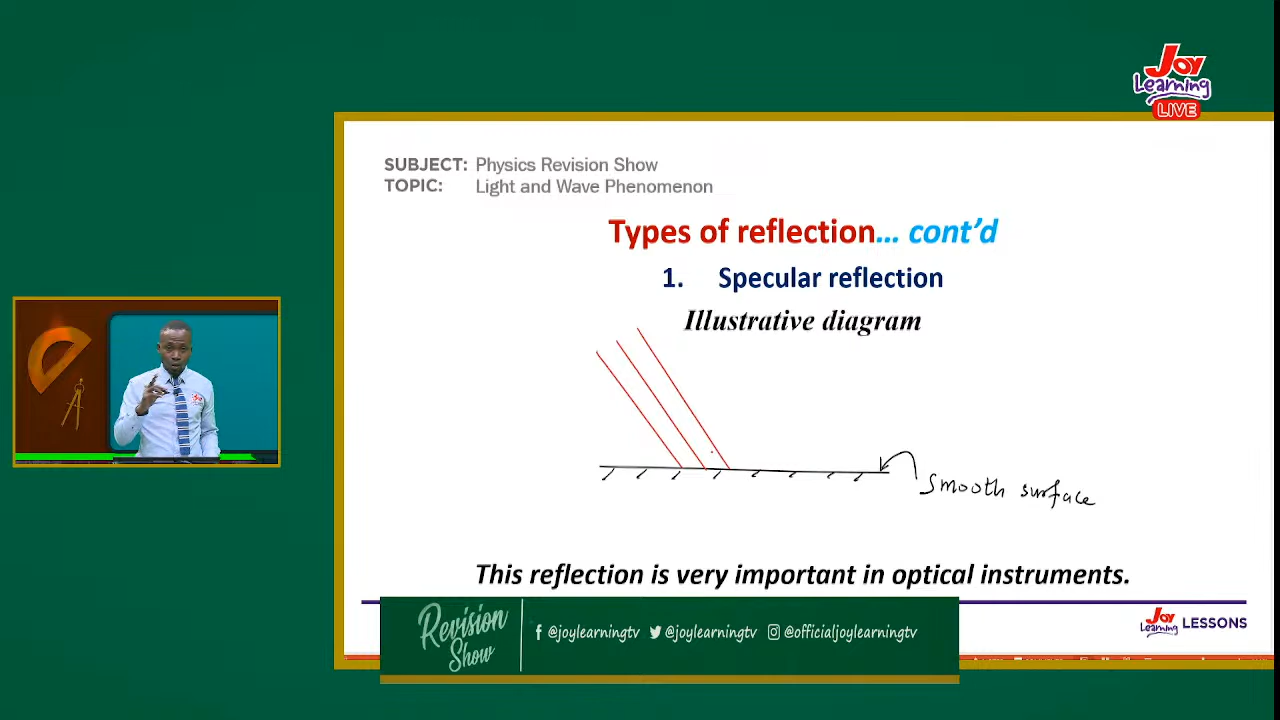 Joy
Learning
LIVE
SUBJECT: Physics Revision Show
TOPIC: Light and Wave Phenomenon
Types of reflection... cont'd
1. Specular reflection
Illustrative diagram
Smooth surface
This reflection is very important in optical instruments.
Revision
Show
@joylearningtv @joylearningtv @officialjoylearningtv
Joy
Learning LESSONS